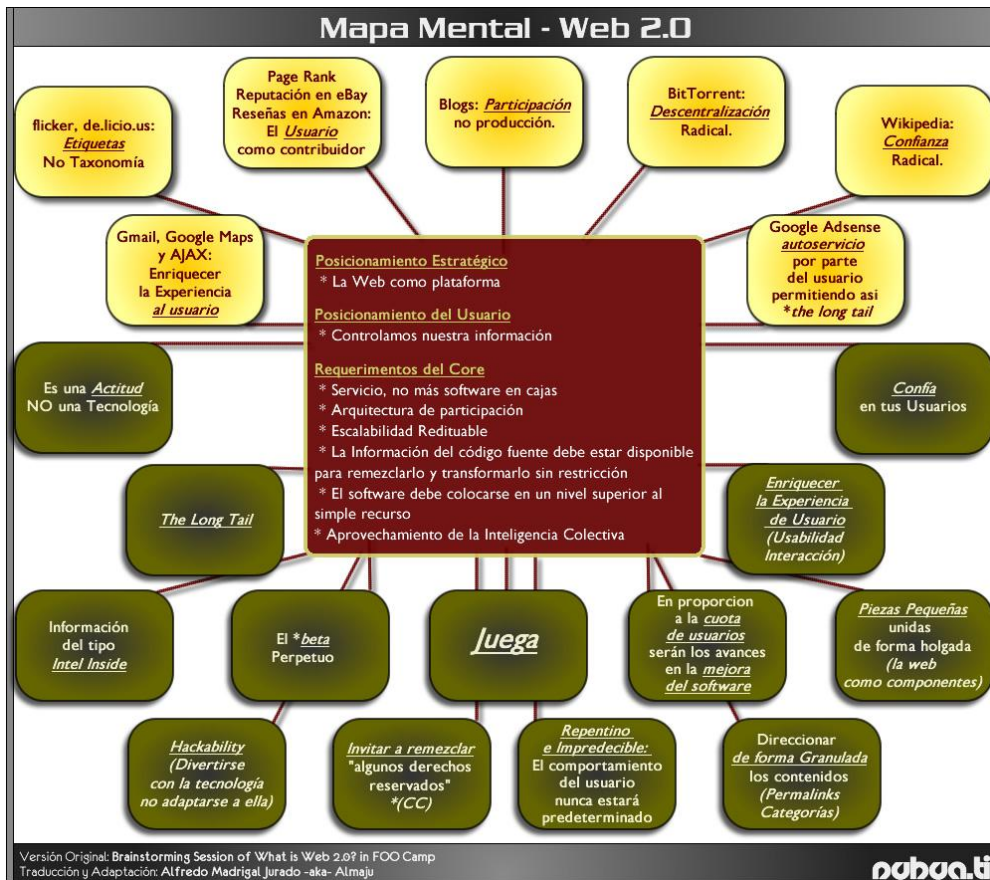 Mapa Mental - Web 2.0
flicker, de.licio.us:
Etiquetas
No Taxonomía
Page Rank
Reputación en eBay
Reseñas en Amazon:
El Usuario
como contribuidor
Blogs: Participación
no producción.
BitTorrent:
Descentralización
Radical.
Wikipedia:
Confianza
Radical.
Gmail, Google Maps
y AJAX:
Enriquecer
la Experiencia
al usuario
Google Adsense
autoservicio
por parte
del usuario
permitiendo asi
*the long tail
Posicionamiento Estratégico
* La Web como plataforma
Posicionamiento del Usuario
* Controlamos nuestra información
Requerimentos del Core
* Servicio, no más software en cajas
* Arquitectura de participación
* Escalabilidad Redituable
* La Información del código fuente debe estar disponible
para remezclarlo y transformarlo sin restricción
* El software debe colocarse en un nivel superior al
simple recurso
* Aprovechamiento de la Inteligencia Colectiva
Es una Actitud
NO una Tecnología
Confía
en tus Usuarios
The Long Tail
Enriquecer
la Experiencia
de Usuario
(Usabilidad
Interacción)
Información
del tipo
Intel Inside
El *beta
Perpetuo
Juega
En proporcion
a la cuota
de usuarios
serán los avances
en la mejora
del software
Piezas Pequeñas
unidas
de forma holgada
(la web
como componentes)
Hackability
(Divertirse
con la tecnología
no adaptarse a ella)
Invitar a remezclar
"algunos derechos
reservados"
*(CC)
Repentino
e Impredecible:
El comportamiento
del usuario
nunca estará
predeterminado
Direccionar
de forma Granulada
los contenidos
(Permalinks
Categorías)
Versión Original: Brainstorming Session of What is Web 2.0? in FOO Camp
Traducción y Adaptación: Alfredo Madrigal Jurado -aka- Almaju